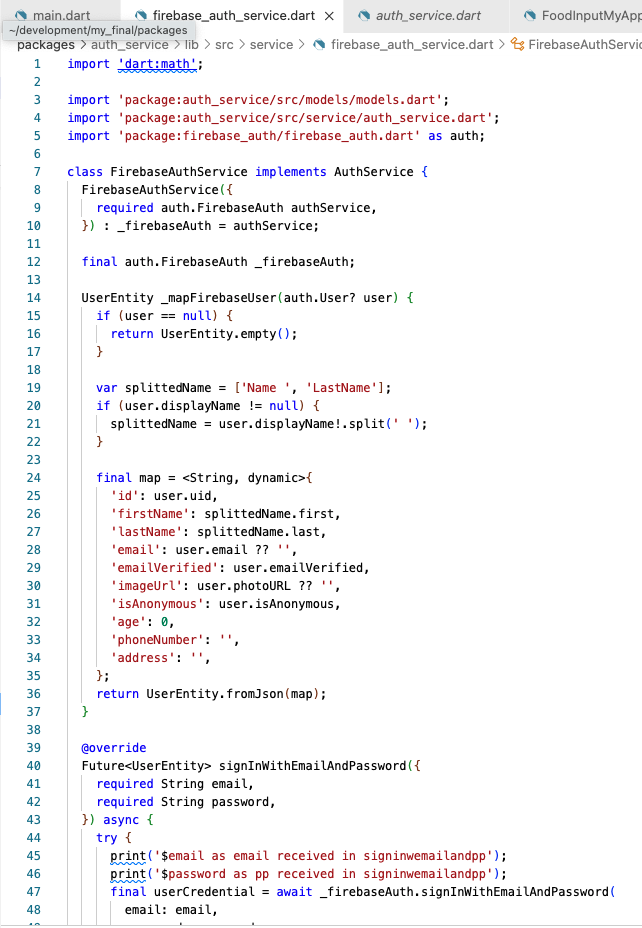 main.dart firebase_auth_service.dart × auth_service.dart FoodInputMyApp
~/development/my_final/packages
packages > auth_service > lib > src > service > firebase_auth_service.dart > FirebaseAuthServic
1 import 'dart:math';
2
3 import 'package:auth_service/src/models/models.dart';
4 import 'package:auth_service/src/service/auth_service.dart';
5 import 'package:firebase_auth/firebase_auth.dart' as auth;
6
7 class FirebaseAuthService implements AuthService {
8 FirebaseAuthService({
9 required auth.FirebaseAuth authService,
10 }) : _firebaseAuth = authService;
11
12 final auth.FirebaseAuth _firebaseAuth;
13
14 UserEntity _mapFirebaseUser(auth.User? user) {
15 if (user == null) {
16 return UserEntity.empty();
17 }
18
19 var splittedName = ['Name ', 'LastName'];
20 if (user.displayName != null) {
21 splittedName = user.displayName!.split(' ');
22 }
23
24 final map = <String, dynamic>{
25 'id': user.uid,
26 'firstName': splittedName.first,
27 'lastName': splittedName.last,
28 'email': user.email ?? '',
29 'emailVerified': user.emailVerified,
30 'imageUrl': user.photoURL ?? '',
31 'isAnonymous': user.isAnonymous,
32 'age': 0,
33 'phoneNumber': '',
34 'address': '',
35 };
36 return UserEntity.fromJson(map);
37 }
38
39 @override
40 Future<UserEntity> signInWithEmailAndPassword({
41 required String email,
42 required String password,
43 }) async {
44 try {
45 print('$email as email received in signinwemailandpp');
46 print('$password as pp received in signinwemailandpp');
47 final userCredential = await _firebaseAuth.signInWithEmailAndPassword(
48 email: email,